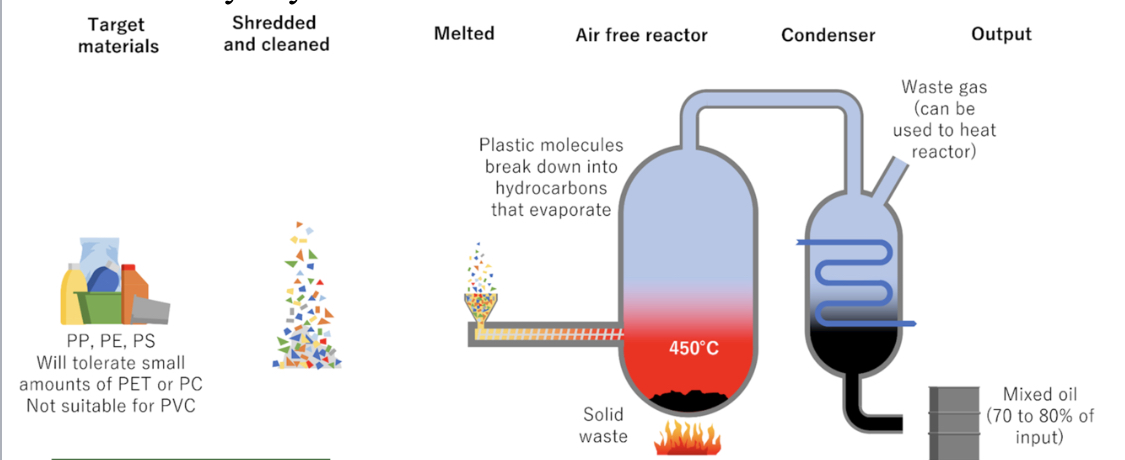 Target
materials
Shredded
and cleaned
Melted
Air free reactor
Condenser
Output
Waste gas
(can be
used to heat
reactor)
Plastic molecules
break down into
hydrocarbons
that evaporate
450°C
PP, PE, PS
Will tolerate small
amounts of PET or PC
Not suitable for PVC
Solid
waste
Mixed oil
(70 to 80% of
input)